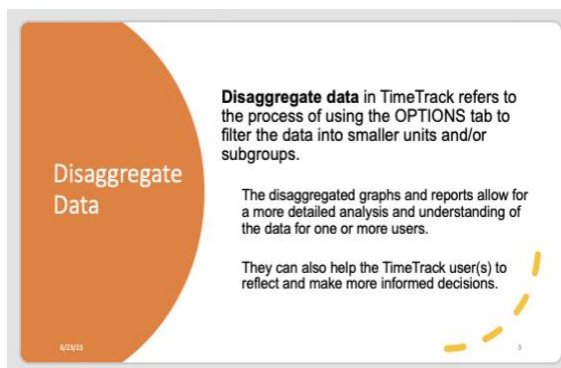 Disaggregate
Data
Disaggregate data in TimeTrack refers to
the process of using the OPTIONS tab to
filter the data into smaller units and/or
subgroups.
The disaggregated graphs and reports allow for
a more detailed analysis and understanding of
the data for one or more users.
They can also help the TimeTrack user(s) to
reflect and make more informed decisions.
6/23/23
3